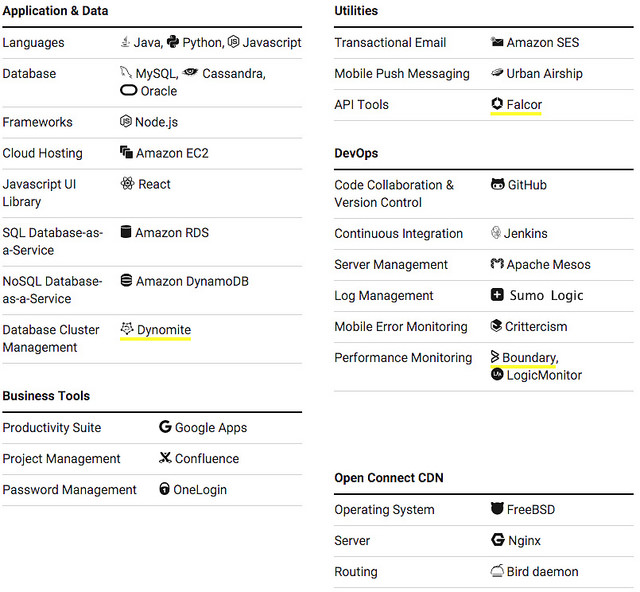 Application & Data
Languages Java, Python, Javascript
Database MySQL, Cassandra,
Oracle
Frameworks Node.js
Cloud Hosting Amazon EC2
Javascript UI React
Library
SQL Database-as- Amazon RDS
a-Service
NoSQL Database- Amazon DynamoDB
as-a-Service
Database Cluster Dynomite
Management
Business Tools
Productivity Suite Google Apps
Project Management Confluence
Password Management OneLogin
Utilities
Transactional Email Amazon SES
Mobile Push Messaging Urban Airship
API Tools Falcor
DevOps
Code Collaboration & GitHub
Version Control
Continuous Integration Jenkins
Server Management Apache Mesos
Log Management Sumo Logic
Mobile Error Monitoring Crittercism
Performance Monitoring Boundary,
LogicMonitor
Open Connect CDN
Operating System FreeBSD
Server Nginx
Routing Bird daemon